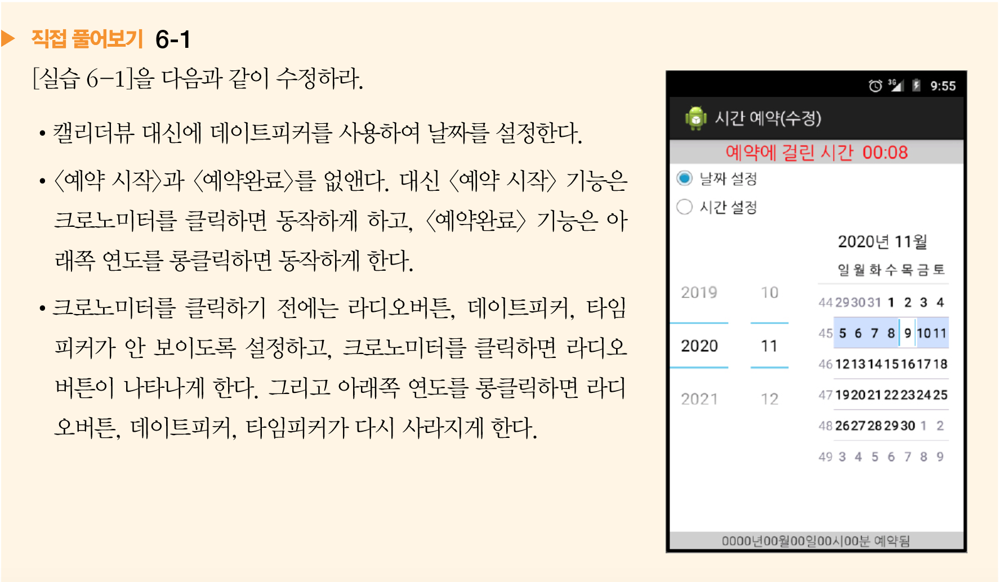 직접 풀어보기 6-1
[실습 6-1]을 다음과 같이 수정하라.
• 캘리더뷰 대신에 데이트피커를 사용하여 날짜를 설정한다.
• 〈예약 시작〉과 〈예약완료〉를 없앤다. 대신 〈예약 시작〉 기능은
크로노미터를 클릭하면 동작하게 하고, 〈예약완료〉 기능은 아
래쪽 연도를 롱클릭하면 동작하게 한다.
• 크로노미터를 클릭하기 전에는 라디오버튼, 데이트피커, 타임
피커가 안 보이도록 설정하고, 크로노미터를 클릭하면 라디오
버튼이 나타나게 한다. 그리고 아래쪽 연도를 롱클릭하면 라디
오버튼, 데이트피커, 타임피커가 다시 사라지게 한다.
3G 9:55
시간 예약(수정)
예약에 걸린 시간 00:08
날짜 설정
시간 설정
2020년 11월
일 월 화 수 목 금 토
2019 10
44 29 30 31 1 2 3 4
45 5 6 7 8 9 10 11
2020 11
46 12 13 14 15 16 17 18
2021 12
47 19 20 21 22 23 24 25
48 26 27 28 29 30 1 2
49 3 4 5 6 7 8 9
0000년00월00일00시00분 예약됨